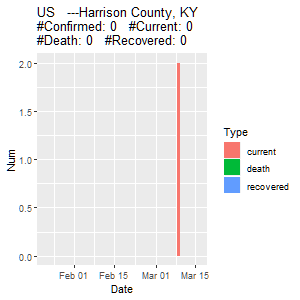 US   ---Harrison County, KY
#Confirmed: 0   #Current: 0
#Death: 0   #Recovered: 0
2.0
1.5
1.0
0.5
0.0
Num
Feb 01
Feb 15
Mar 01
Mar 15
Date
Type
current
death
recovered